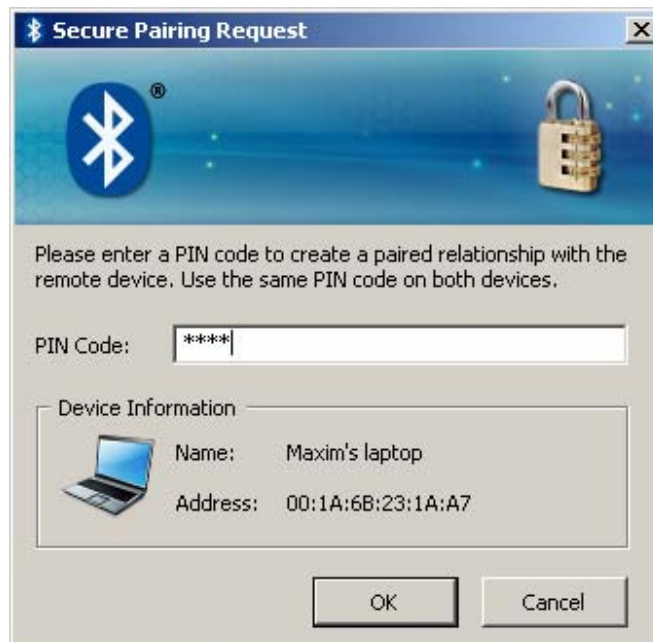 Secure Pairing Request
®
Please enter a PIN code to create a paired relationship with the
remote device. Use the same PIN code on both devices.
PIN Code: ****
Device Information
Name: Maxim's laptop
Address: 00:1A:6B:23:1A:A7
OK Cancel